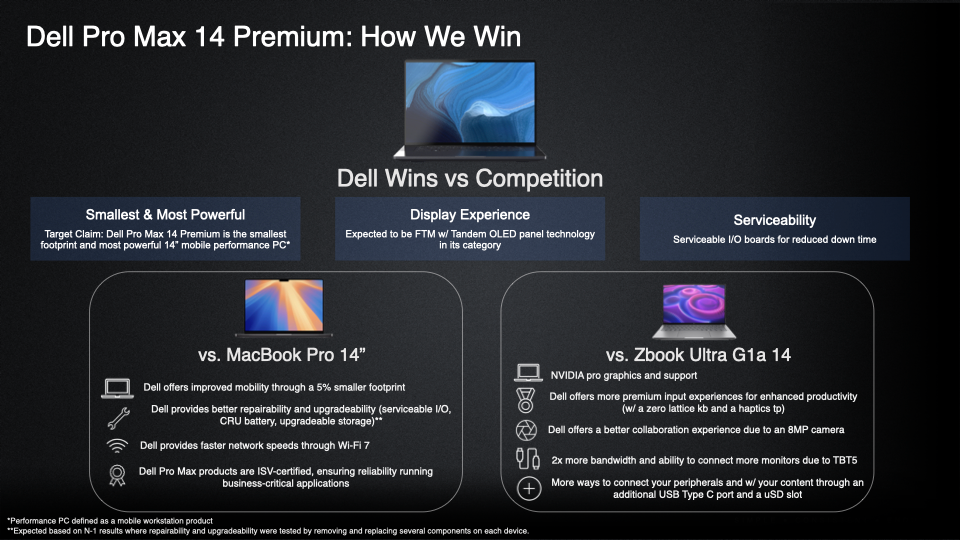 Dell Pro Max 14 Premium: How We Win
Dell Wins vs Competition
Smallest & Most Powerful
Target Claim: Dell Pro Max 14 Premium is the smallest
footprint and most powerful 14” mobile performance PC*
Display Experience
Expected to be FTM w/ Tandem OLED panel technology
in its category
Serviceability
Serviceable I/O boards for reduced down time
vs. MacBook Pro 14”
Dell offers improved mobility through a 5% smaller footprint
Dell provides better repairability and upgradeability (serviceable I/O,
CRU battery, upgradeable storage)**
Dell provides faster network speeds through Wi-Fi 7
Dell Pro Max products are ISV-certified, ensuring reliability running
business-critical applications
vs. Zbook Ultra G1a 14
NVIDIA pro graphics and support
Dell offers more premium input experiences for enhanced productivity
(w/ a zero lattice kb and a haptics tp)
Dell offers a better collaboration experience due to an 8MP camera
2x more bandwidth and ability to connect more monitors due to TBT5
More ways to connect your peripherals and w/ your content through an
additional USB Type C port and a uSD slot
*Performance PC defined as a mobile workstation product
**Expected based on N-1 results where repairability and upgradeability were tested by removing and replacing several components on each device.